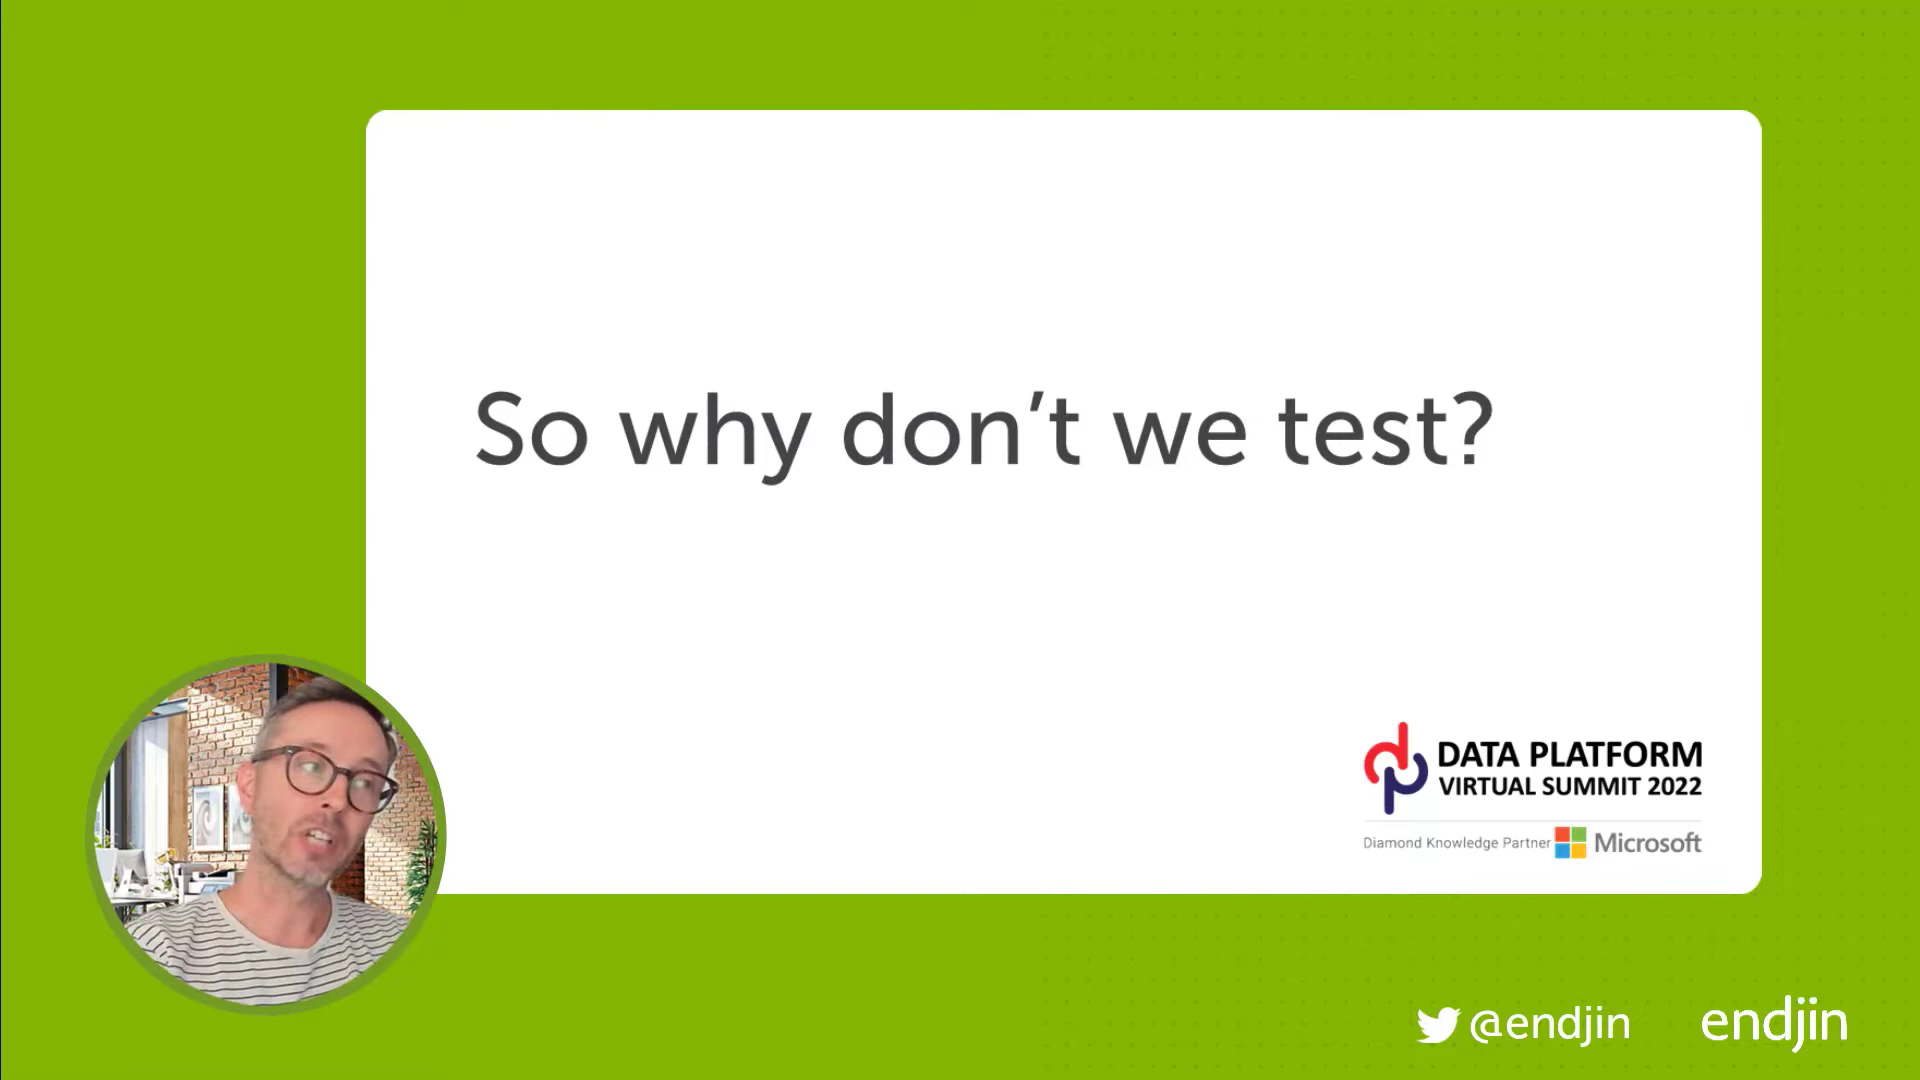 So why don’t we test?
DATA PLATFORM
VIRTUAL SUMMIT 2022
Diamond Knowledge Partner Microsoft
@endjin endjin